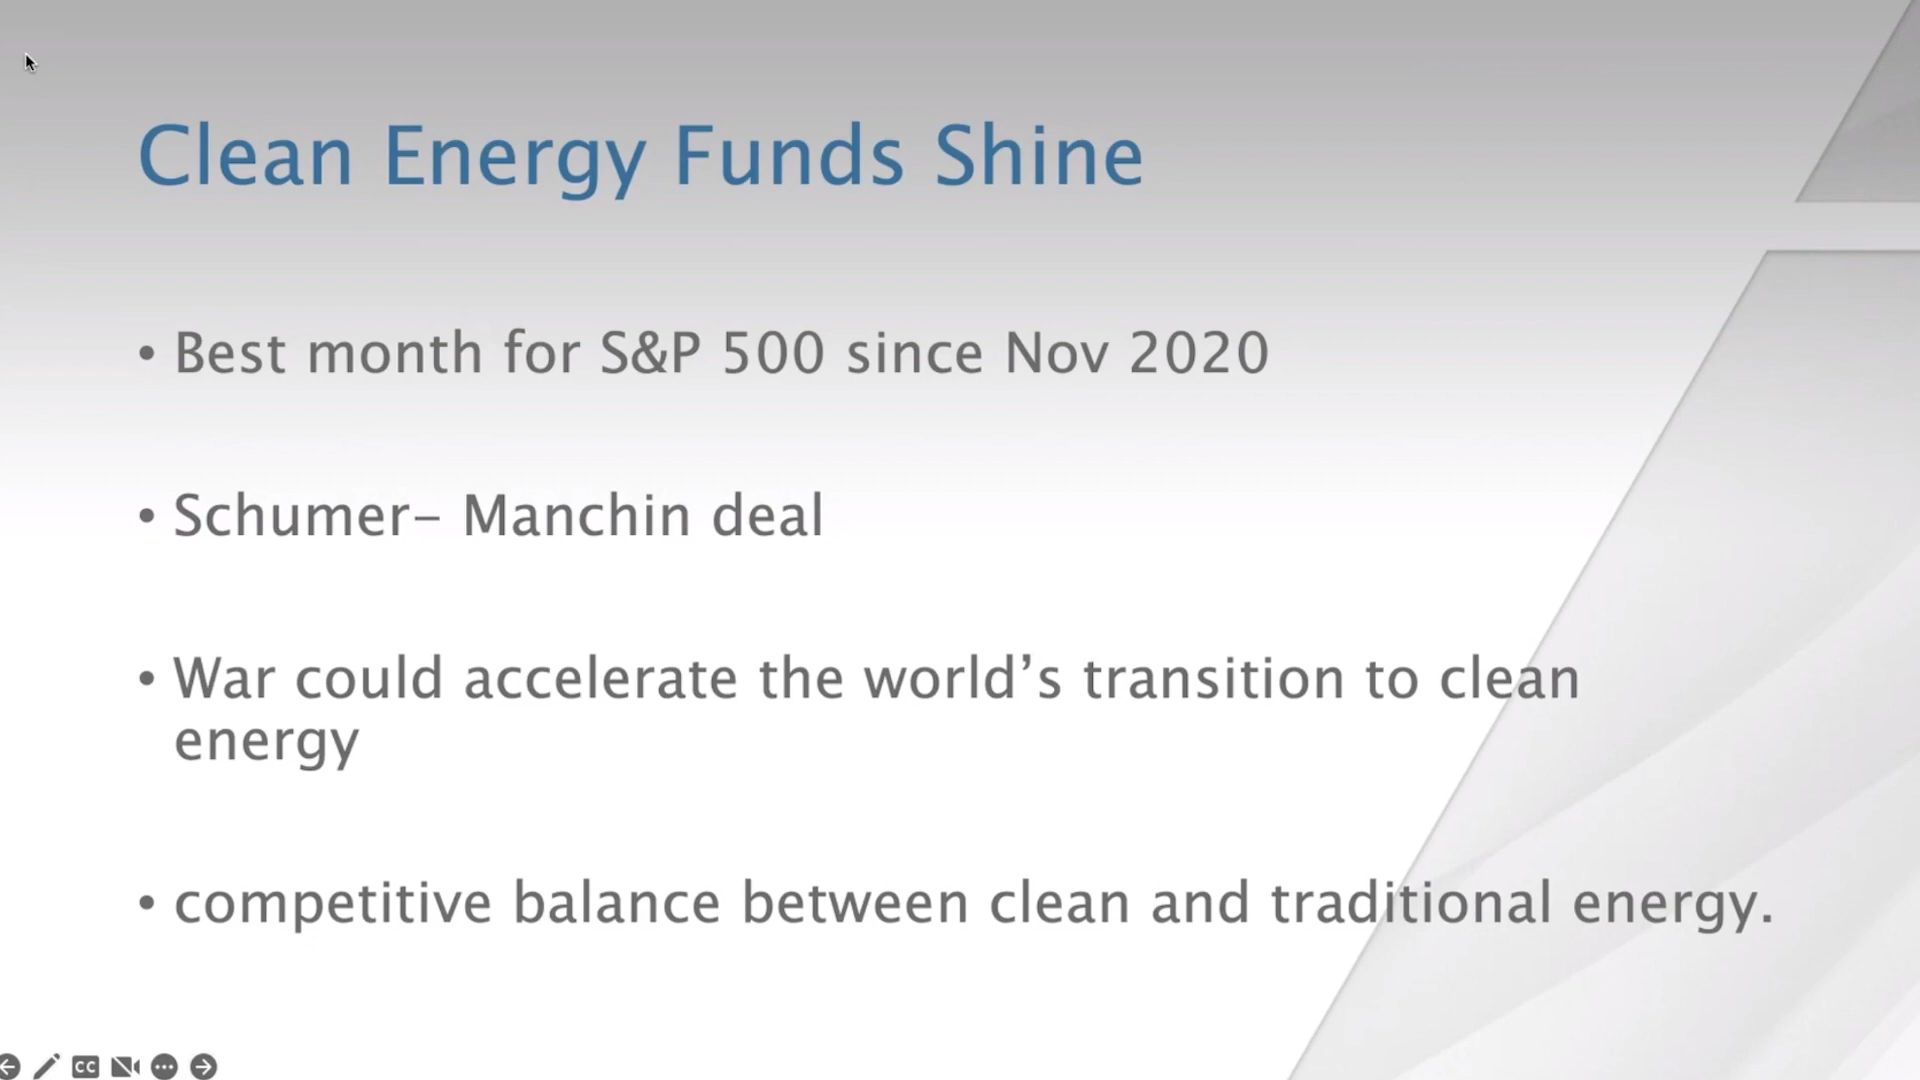 Clean Energy Funds Shine
• Best month for S&P 500 since Nov 2020
• Schumer– Manchin deal
• War could accelerate the world’s transition to clean
energy
• competitive balance between clean and traditional energy.
CC